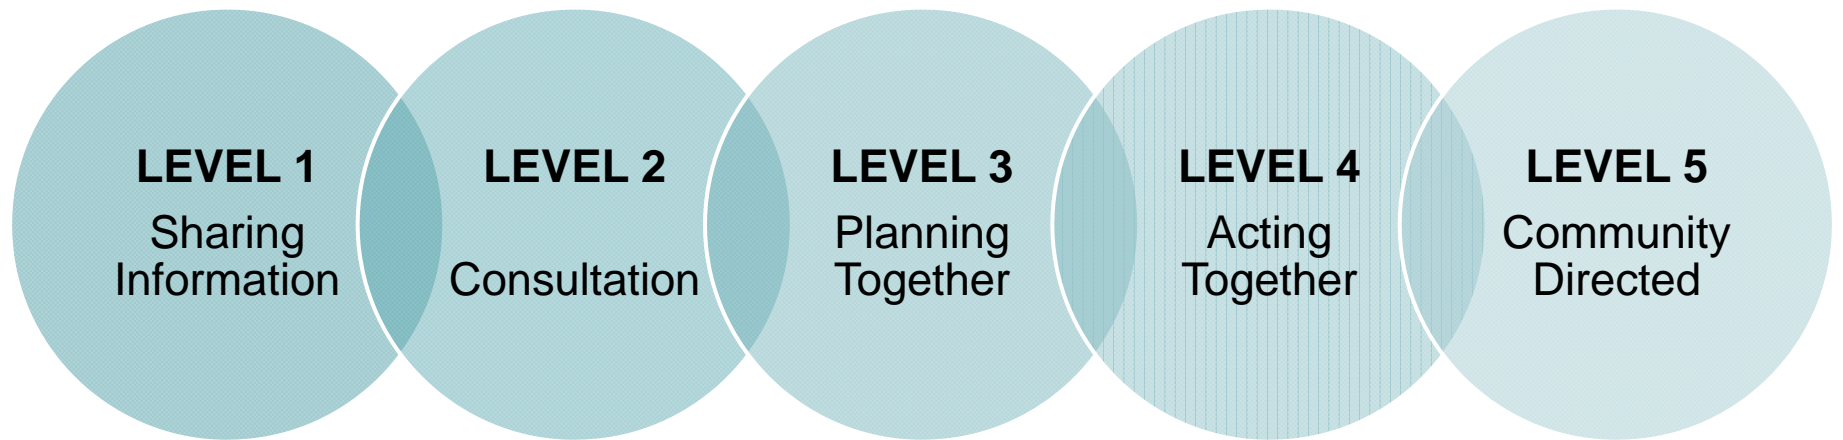 LEVEL 1
Sharing
Information
LEVEL 2
Consultation
LEVEL 3
Planning
Together
LEVEL 4
Acting
Together
LEVEL 5
Community
Directed